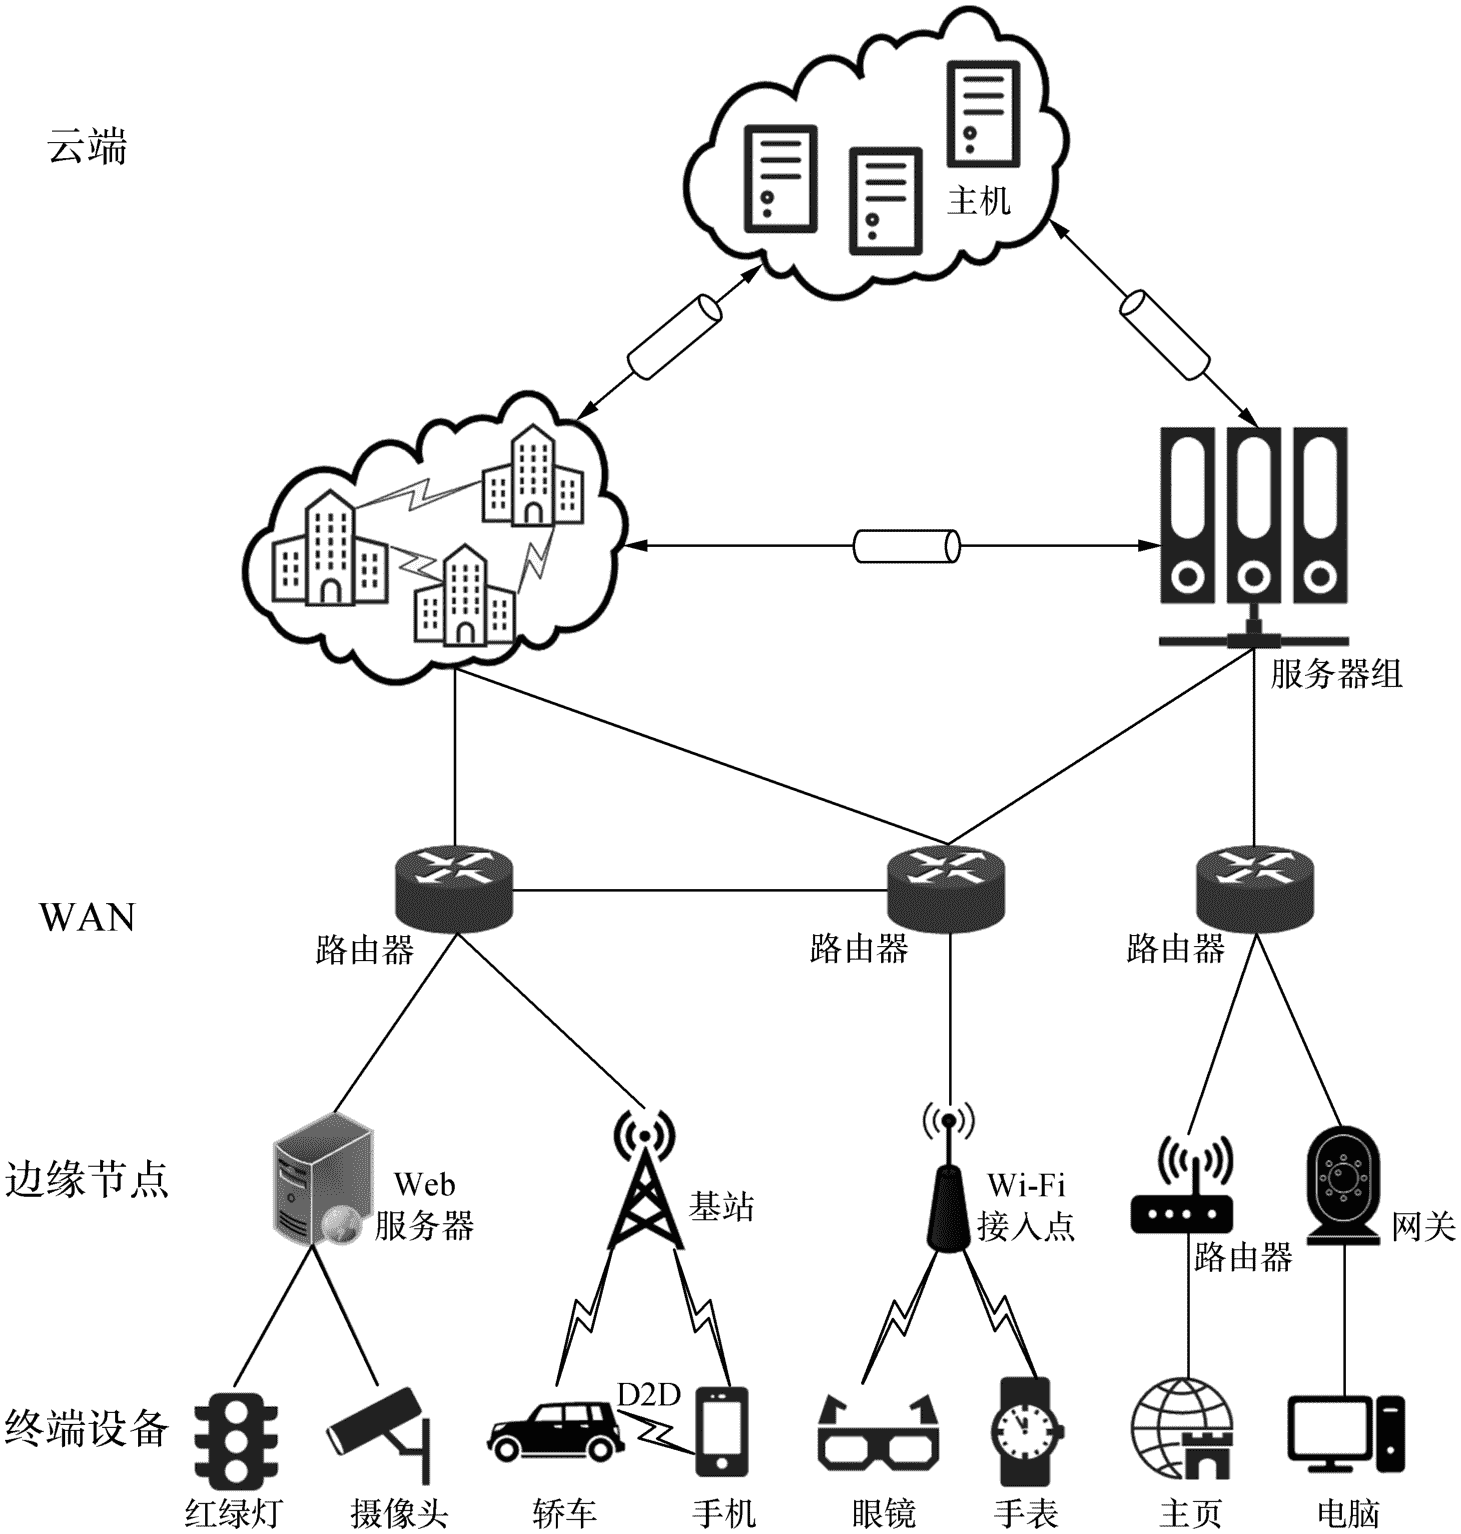 云端
主机
服务器组
WAN
路由器
路由器
路由器
边缘节点
Web
服务器
基站
Wi-Fi
接入点
路由器
网关
终端设备
D2D
红绿灯
摄像头
轿车
手机
眼镜
手表
主页
电脑